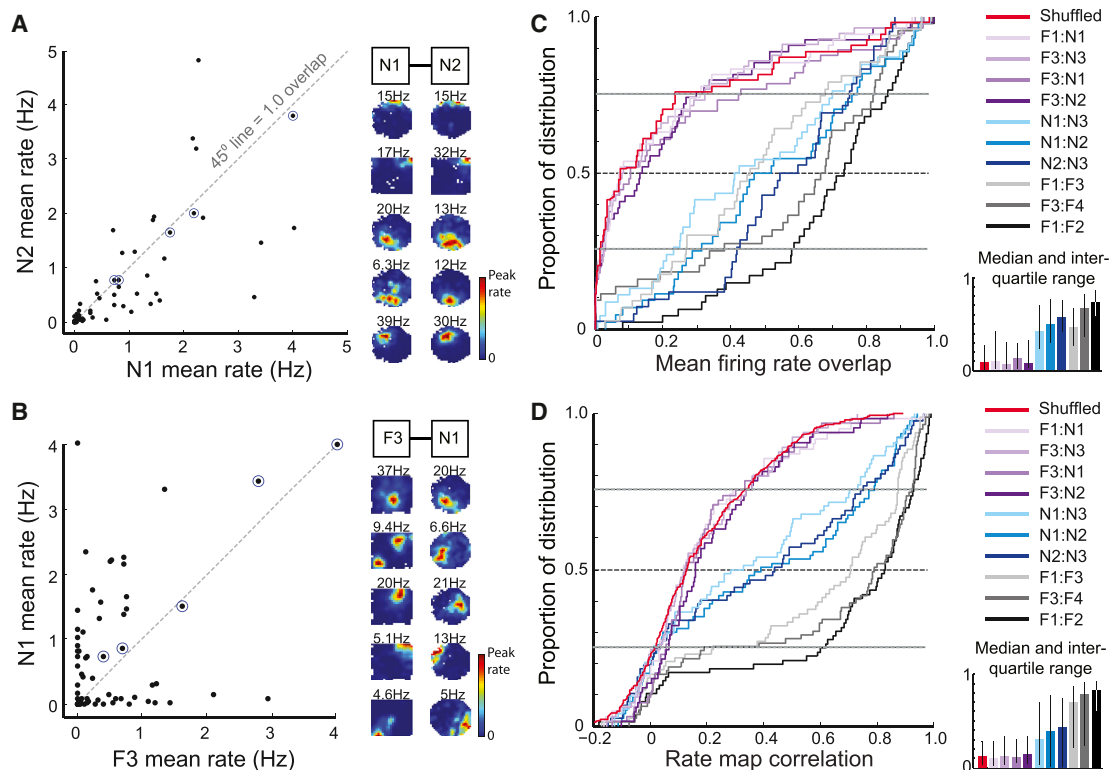 A
5
4
3
2
1
0
N2 mean rate (Hz)
45º line = 1.0 overlap
0
1
2
3
4
5
N1 mean rate (Hz)
N1
N2
15Hz
15Hz
17Hz
32Hz
20Hz
13Hz
6.3Hz
12Hz
39Hz
30Hz
Peak
rate
0
B
4
3
2
1
0
N1 mean rate (Hz)
0
1
2
3
4
F3 mean rate (Hz)
F3
N1
37Hz
20Hz
9.4Hz
6.6Hz
20Hz
21Hz
5.1Hz
13Hz
4.6Hz
5Hz
Peak
rate
0
C
1.0
0.5
0
Proportion of distribution
0
0.2
0.4
0.6
0.8
1.0
Mean firing rate overlap
Shuffled
F1:N1
F3:N3
F3:N1
F3:N2
N1:N3
N1:N2
N2:N3
F1:F3
F3:F4
F1:F2
Median and inter-
quartile range
1
0
D
1.0
0.5
0
Proportion of distribution
-0.2
0
0.2
0.4
0.6
0.8
1.0
Rate map correlation
Shuffled
F1:N1
F3:N3
F3:N1
F3:N2
N1:N3
N1:N2
N2:N3
F1:F3
F3:F4
F1:F2
Median and inter-
quartile range
1
0